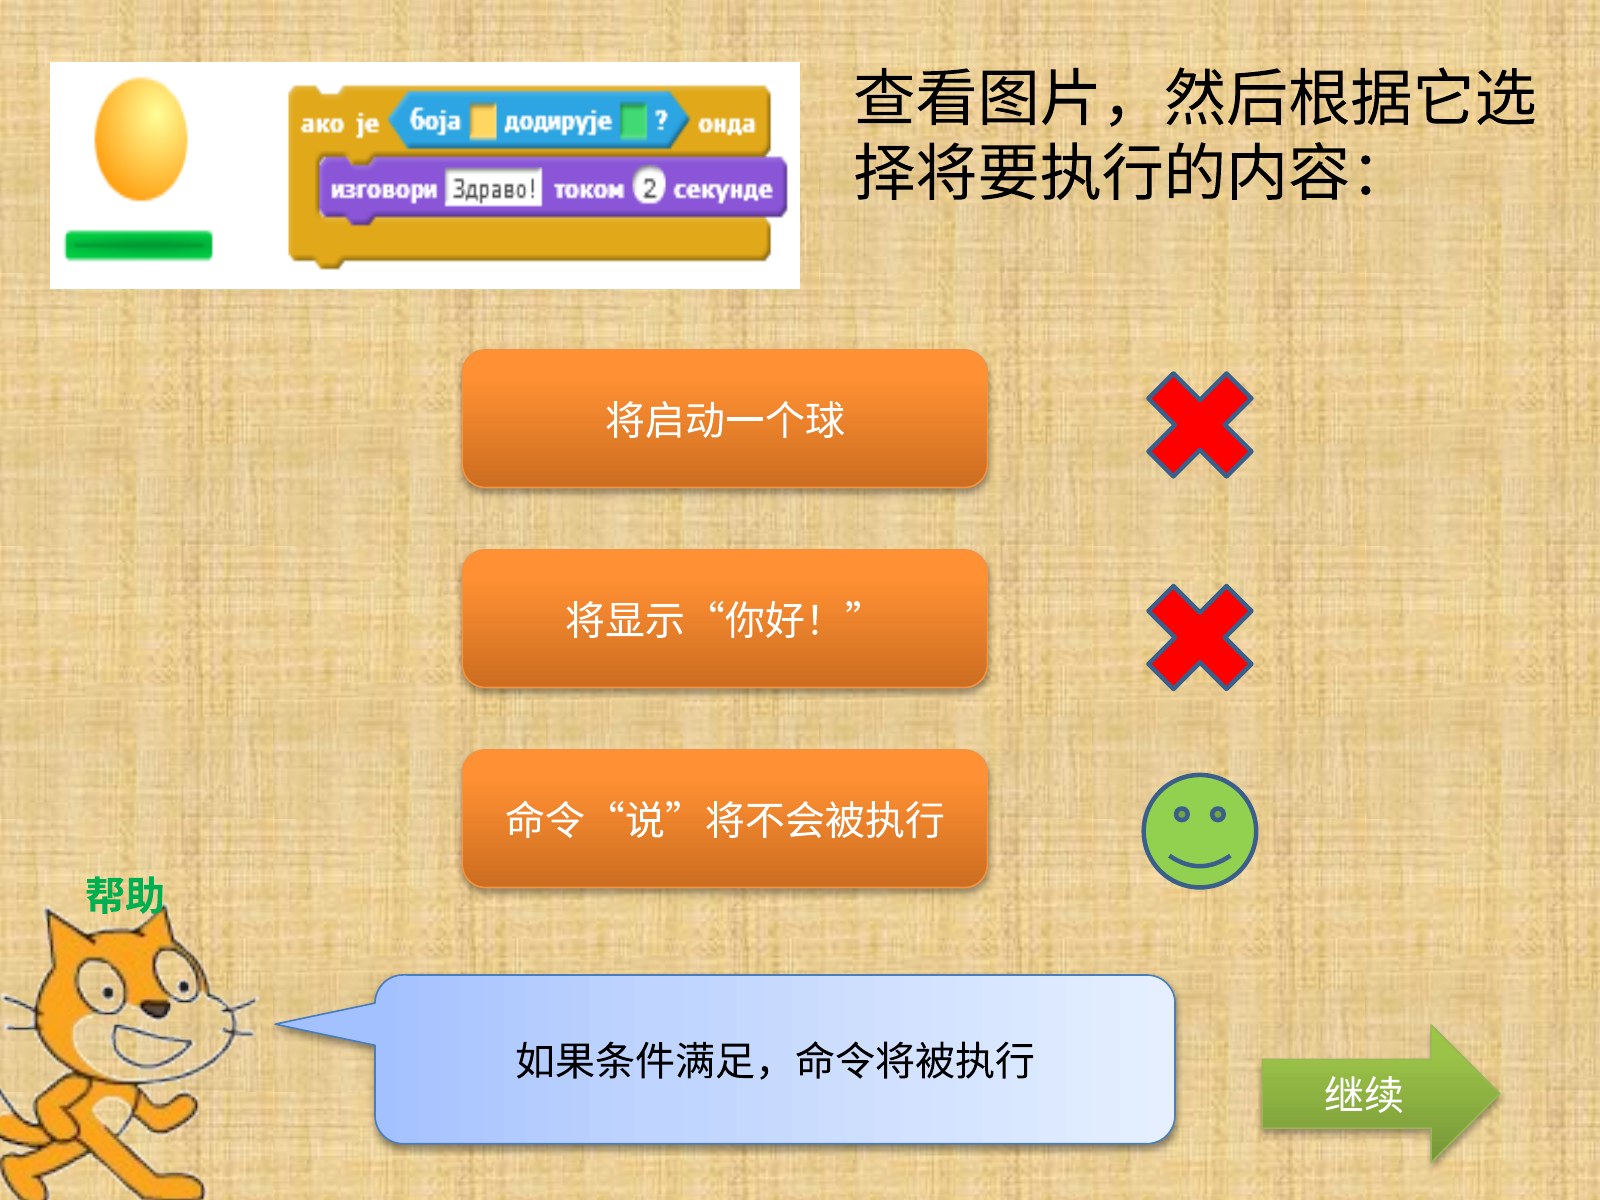 ако је боја додирује ? онда
изговори Здраво! током 2 секунде
查看图片，然后根据它选
择将要执行的内容：
将启动一个球
将显示“你好！”
命令“说”将不会被执行
帮助
如果条件满足，命令将被执行
继续